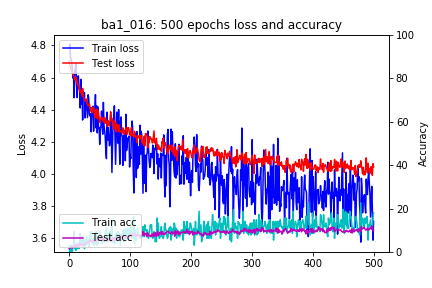 ba1_016: 500 epochs loss and accuracy
4.8
4.6
4.4
4.2
4.0
3.8
3.6
Loss
Train loss
Test loss
Train acc
Test acc
100
80
60
40
20
0
Accuracy
0 100 200 300 400 500